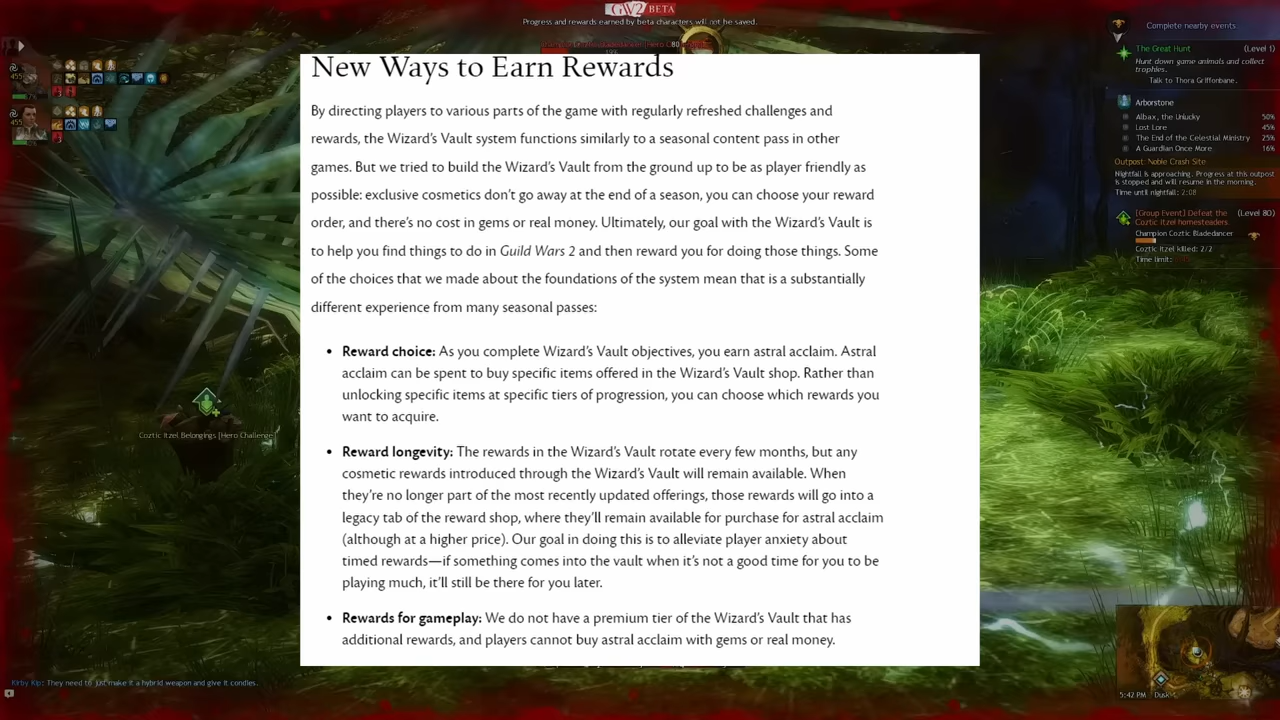 GW2 BETA
Progress and rewards earned by beta characters will not be saved.
Complete nearby events.
The Great Hunt (Level 1)
Hunt down game animals and collect
trophies.
Talk to Thora Griffonbane.
Arborstone
Albax, the Unlucky 50%
Lost Lore 45%
The End of the Celestial Ministry 25%
A Guardian Once More 16%
Outpost: Noble Crash Site
Nightfall is approaching. Progress at this outpost
is stopped and will resume in the morning.
Time until nightfall: 2:08
[Group Event] Defeat the (Level 80)
Coztic Itzel homesteaders.
Champion Coztic Bladedancer
Coztic Itzel killed: 2/2
Time limit:
455
455
New Ways to Earn Rewards
By directing players to various parts of the game with regularly refreshed challenges and
rewards, the Wizard's Vault system functions similarly to a seasonal content pass in other
games. But we tried to build the Wizard's Vault from the ground up to be as player friendly as
possible: exclusive cosmetics don't go away at the end of a season, you can choose your reward
order, and there's no cost in gems or real money. Ultimately, our goal with the Wizard's Vault is
to help you find things to do in Guild Wars 2 and then reward you for doing those things. Some
of the choices that we made about the foundations of the system mean that is a substantially
different experience from many seasonal passes:
• Reward choice: As you complete Wizard's Vault objectives, you earn astral acclaim. Astral
acclaim can be spent to buy specific items offered in the Wizard's Vault shop. Rather than
unlocking specific items at specific tiers of progression, you can choose which rewards you
want to acquire.
• Reward longevity: The rewards in the Wizard's Vault rotate every few months, but any
cosmetic rewards introduced through the Wizard's Vault will remain available. When
they're no longer part of the most recently updated offerings, those rewards will go into a
legacy tab of the reward shop, where they'll remain available for purchase for astral acclaim
(although at a higher price). Our goal in doing this is to alleviate player anxiety about
timed rewards—if something comes into the vault when it's not a good time for you to be
playing much, it'll still be there for you later.
• Rewards for gameplay: We do not have a premium tier of the Wizard's Vault that has
additional rewards, and players cannot buy astral acclaim with gems or real money.
Coztic Itzel Belongings [Hero Challenge]
Kirby Kip: They need to just make it a hybrid weapon and give it condies.
5:42 PM Dusk